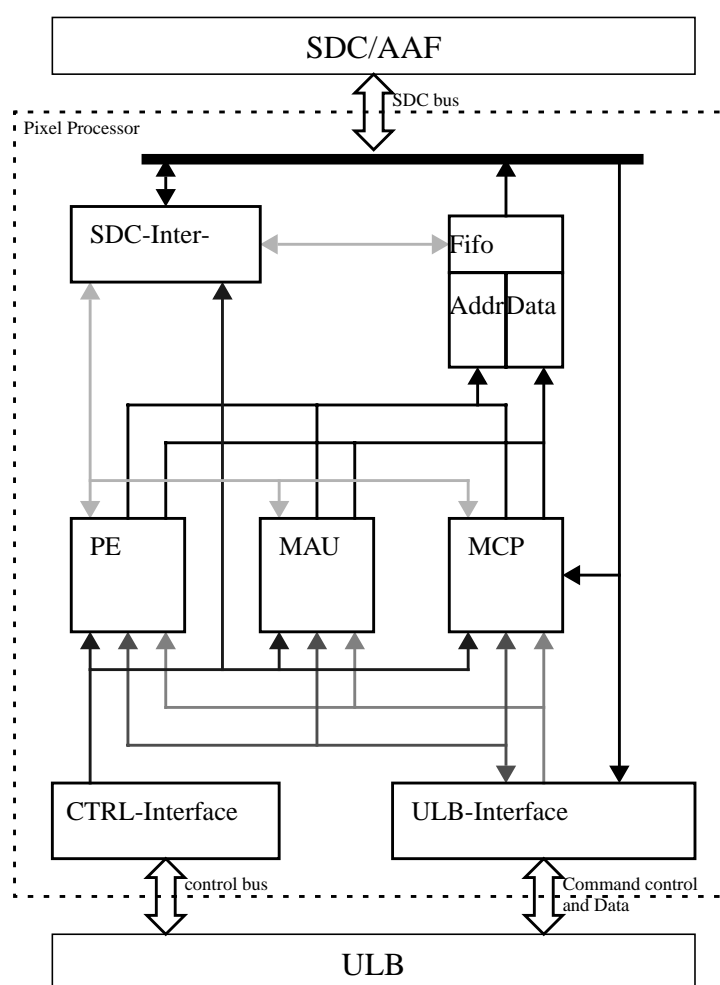 SDC/AAF
SDC bus
Pixel Processor
SDC-Inter-
Fifo
Addr Data
PE
MAU
MCP
CTRL-Interface
ULB-Interface
control bus
Command control
and Data
ULB